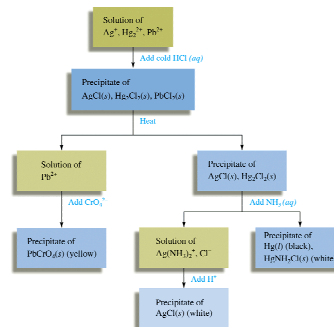 Solution of
Ag⁺, Hg₂²⁺, Pb²⁺
Add cold HCl (aq)
Precipitate of
AgCl(s), Hg₂Cl₂(s), PbCl₂(s)
Heat
Solution of
Pb²⁺
Precipitate of
AgCl(s), Hg₂Cl₂(s)
Add CrO₄
Add NH₃(aq)
Precipitate of
PbCrO₄(s) (yellow)
Solution of
Ag(NH₃)₂⁺, Cl⁻
Precipitate of
Hg(l) (black),
HgNH₂Cl(s) (white
Add H⁺
Precipitate of
AgCl(s) (white)